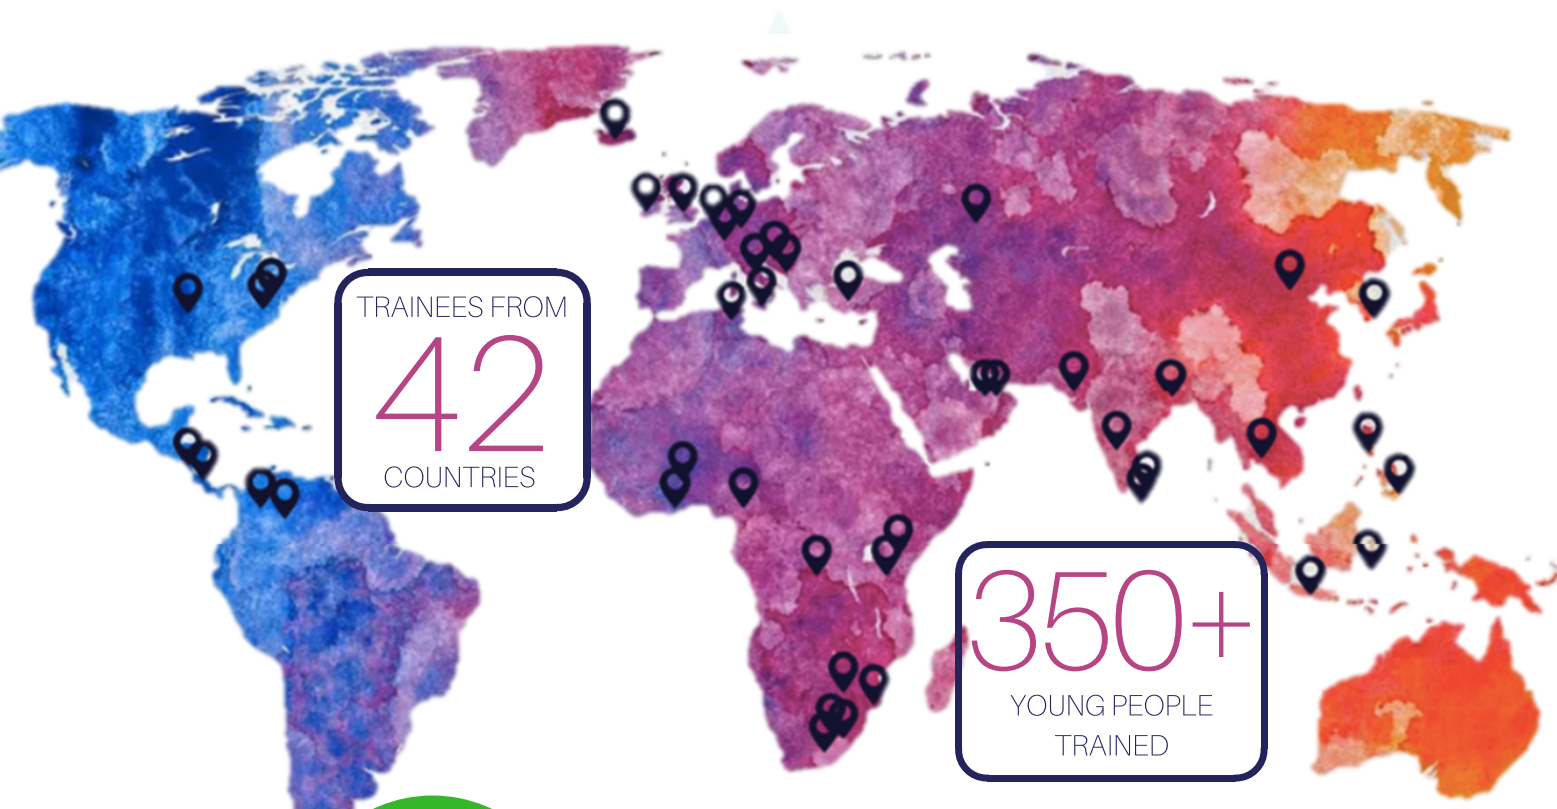 TRAINEES FROM
42
COUNTRIES
350+
YOUNG PEOPLE
TRAINED